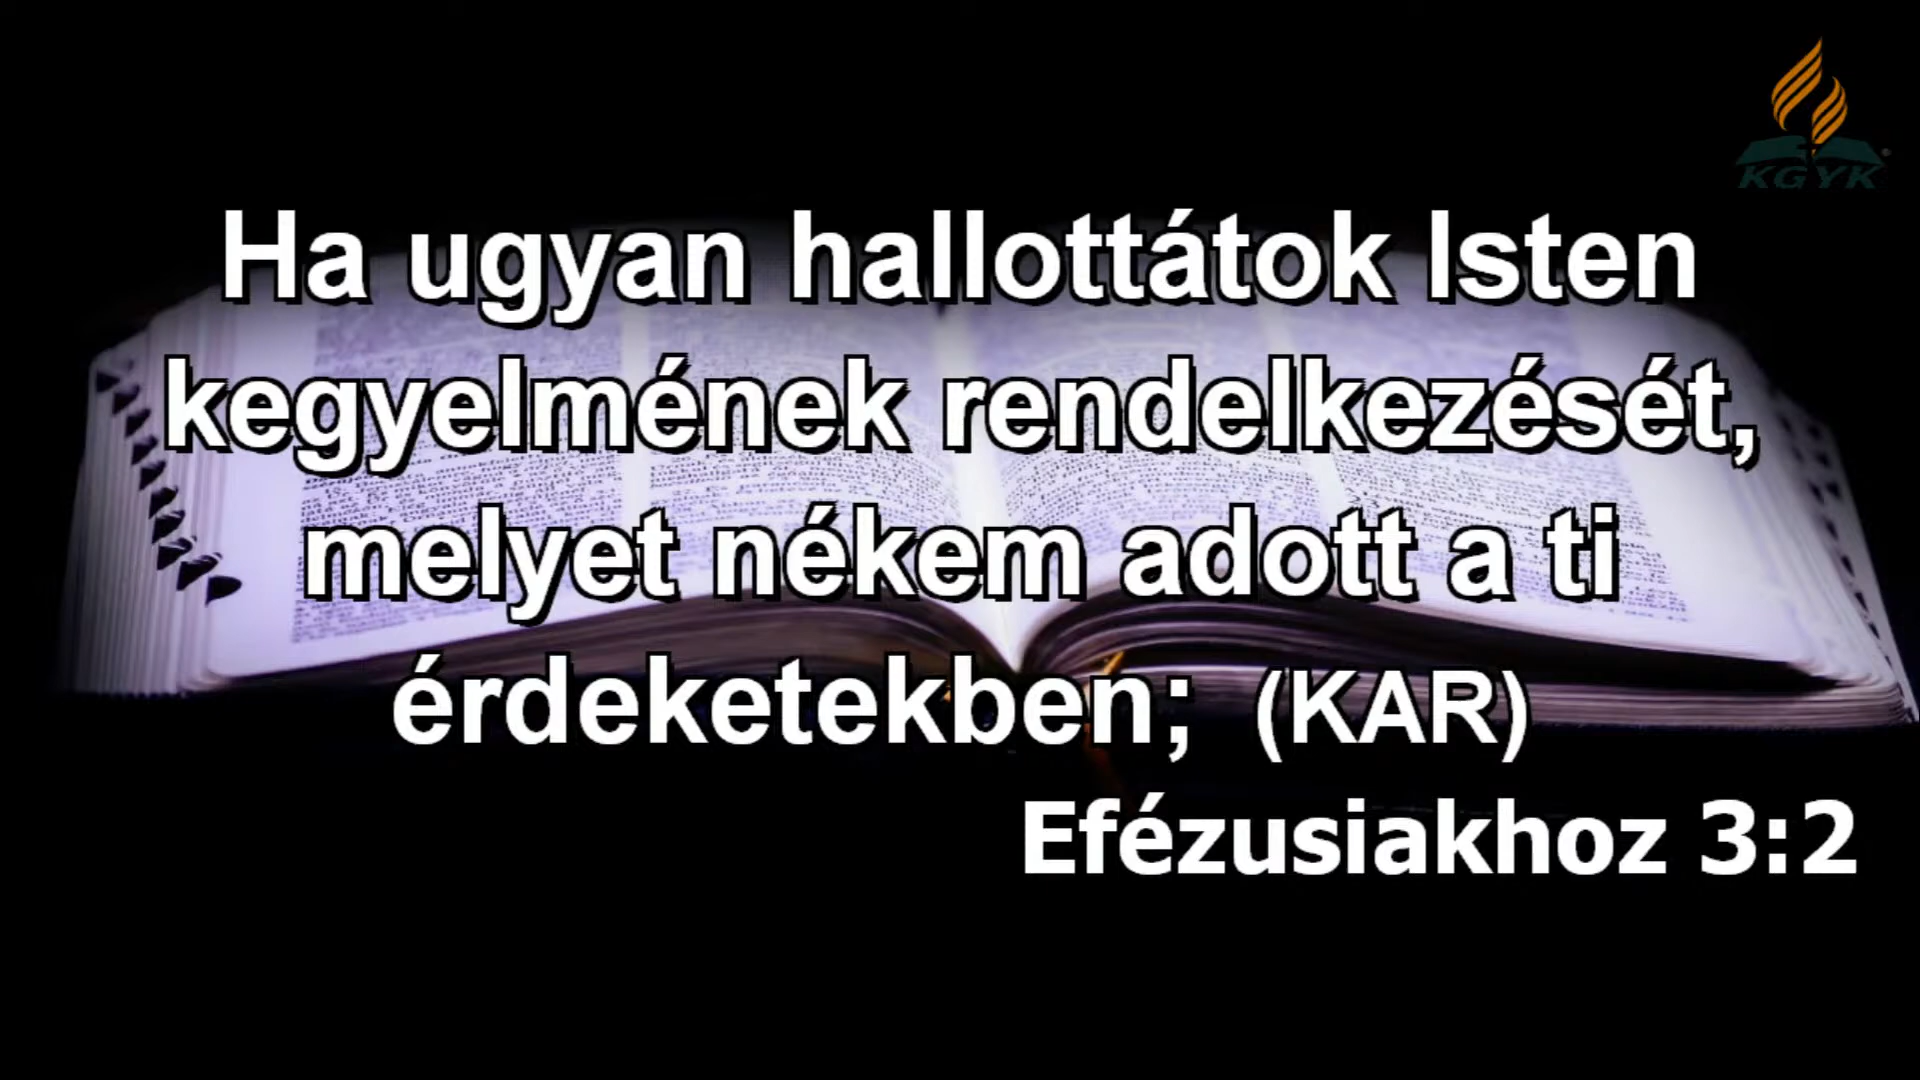 KGYK
Ha ugyan hallottátok Isten
kegyelmének rendelkezését,
melyet nékem adott a ti
érdeketekben; (KAR)
Efézusiakhoz 3:2